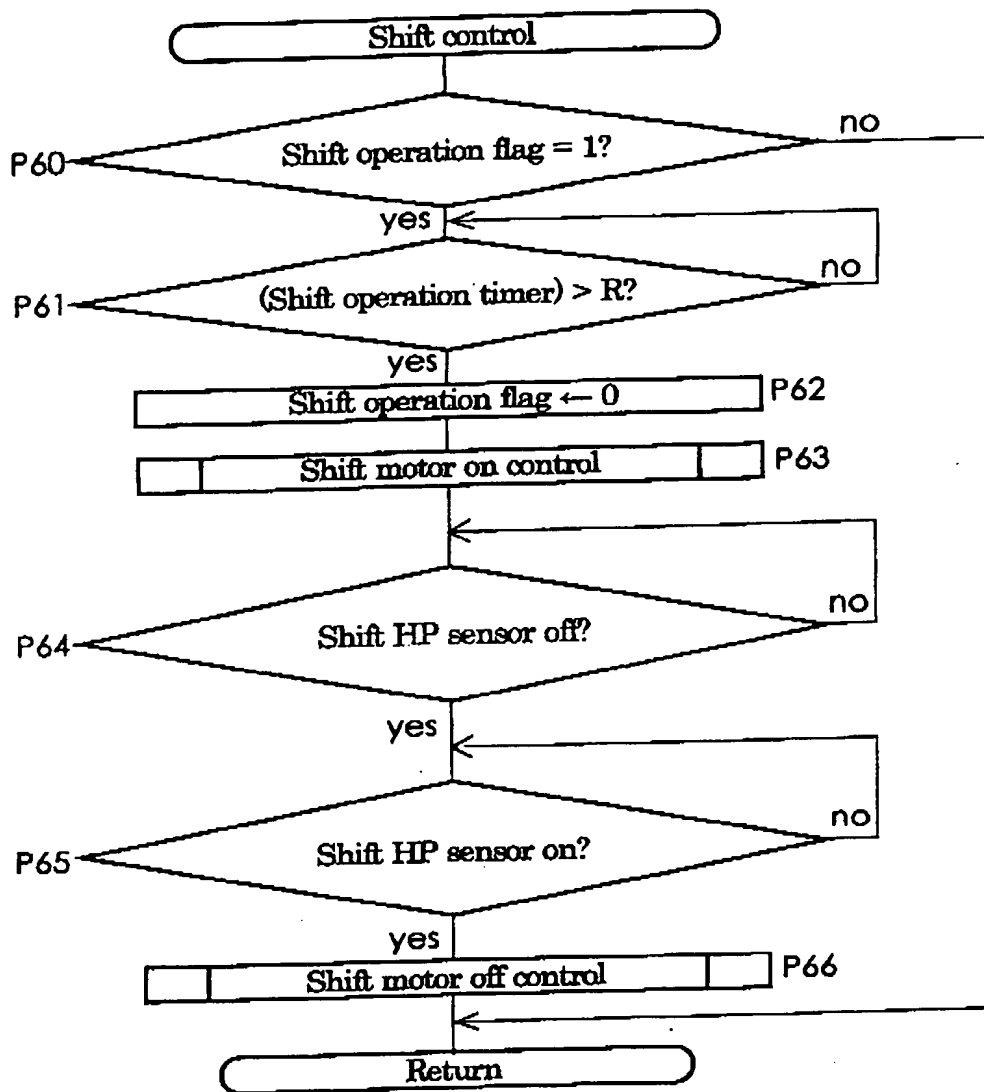 Shift control
P60
Shift operation flag = 1?
no
yes
P61
(Shift operation timer) > R?
no
yes
Shift operation flag ← 0
P62
Shift motor on control
P63
P64
Shift HP sensor off?
no
yes
P65
Shift HP sensor on?
no
yes
Shift motor off control
P66
Return